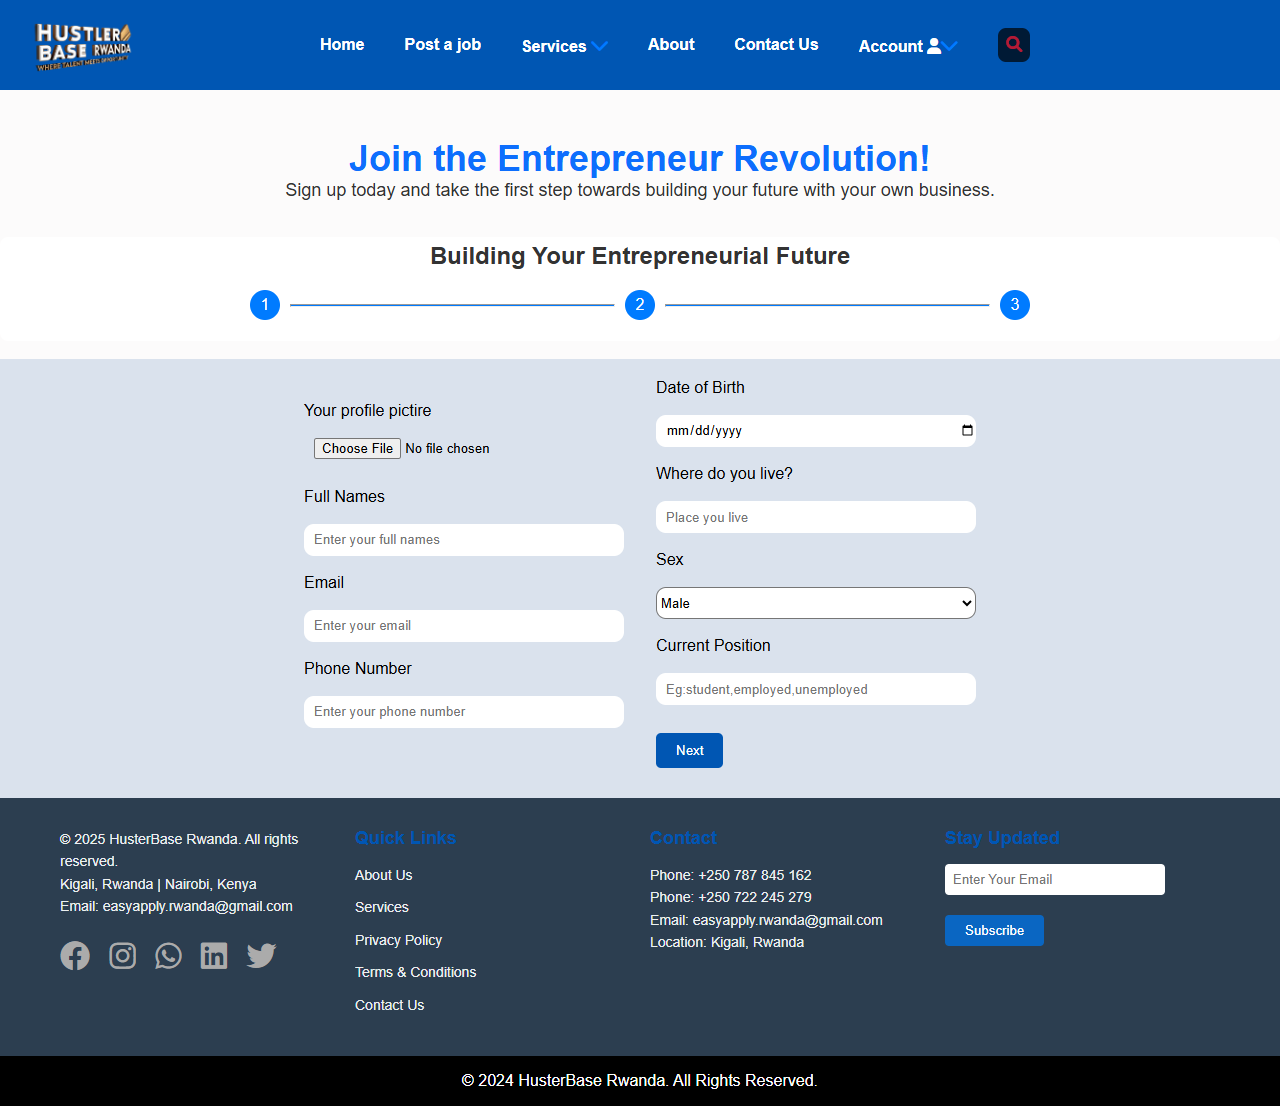 HUSTLER
BASE RWANDA
WHERE TALENT MEETS OPPORTUNITY
Home
Post a job
Services
About
Contact Us
Account
Join the Entrepreneur Revolution!
Sign up today and take the first step towards building your future with your own business.
Building Your Entrepreneurial Future
1
2
3
Your profile pictire
Choose File No file chosen
Full Names
Enter your full names
Email
Enter your email
Phone Number
Enter your phone number
Date of Birth
mm/dd/yyyy
Where do you live?
Place you live
Sex
Male
Current Position
Eg:student,employed,unemployed
Next
© 2025 HusterBase Rwanda. All rights
reserved.
Kigali, Rwanda | Nairobi, Kenya
Email: easyapply.rwanda@gmail.com
Quick Links
About Us
Services
Privacy Policy
Terms & Conditions
Contact Us
Contact
Phone: +250 787 845 162
Phone: +250 722 245 279
Email: easyapply.rwanda@gmail.com
Location: Kigali, Rwanda
Stay Updated
Enter Your Email
Subscribe
© 2024 HusterBase Rwanda. All Rights Reserved.